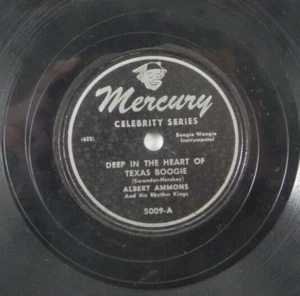 Mercury
CELEBRITY SERIES
Boogie Woogie
Instrumental
DEEP IN THE HEART OF
TEXAS BOOGIE
(Swander-Hershey)
ALBERT AMMONS
And His Rhythm Kings
5009-A